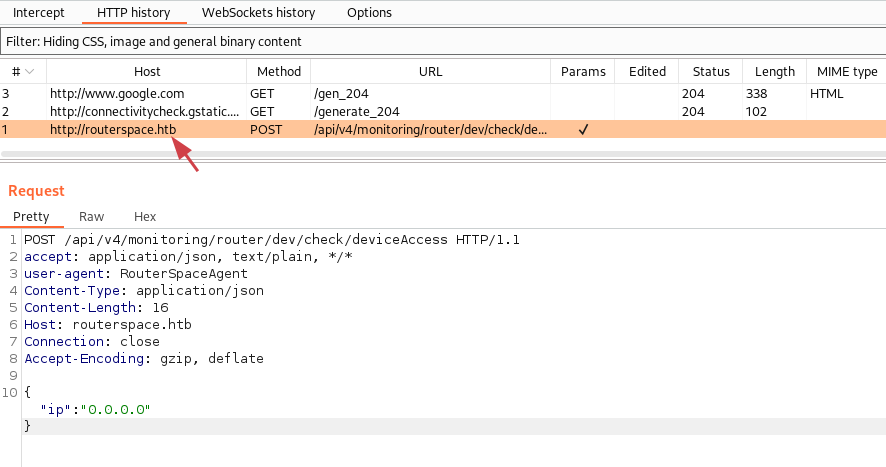 Intercept HTTP history WebSockets history Options
Filter: Hiding CSS, image and general binary content
# Host Method URL Params Edited Status Length MIME type
3 http://www.google.com GET /gen_204 204 338 HTML
2 http://connectivitycheck.gstatic.... GET /generate_204 204 102
1 http://routerspace.htb POST /api/v4/monitoring/router/dev/check/de... ✓
Request
Pretty Raw Hex
1 POST /api/v4/monitoring/router/dev/check/deviceAccess HTTP/1.1
2 accept: application/json, text/plain, */*
3 user-agent: RouterSpaceAgent
4 Content-Type: application/json
5 Content-Length: 16
6 Host: routerspace.htb
7 Connection: close
8 Accept-Encoding: gzip, deflate
9
10 {
"ip":"0.0.0.0"
}